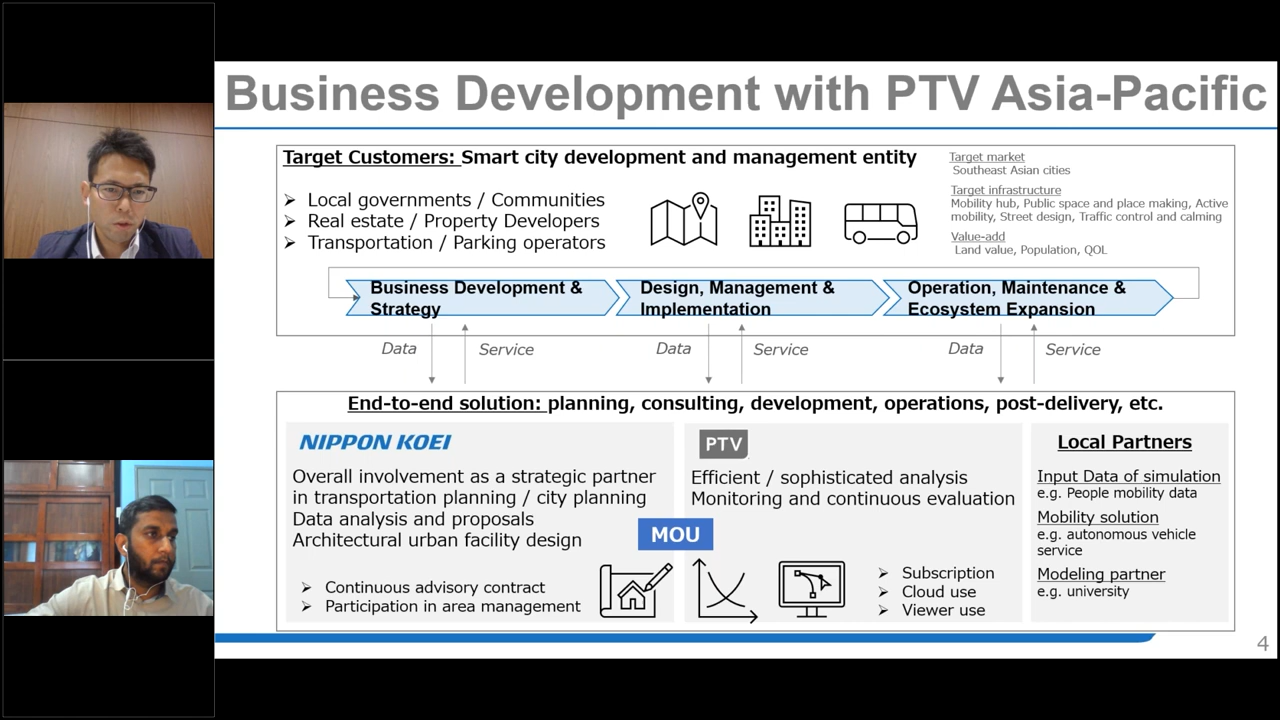 Business Development with PTV Asia-Pacific
Target Customers: Smart city development and management entity
➢ Local governments / Communities
➢ Real estate / Property Developers
➢ Transportation / Parking operators
Target market
Southeast Asian cities
Target infrastructure
Mobility hub, Public space and place making, Active
mobility, Street design, Traffic control and calming
Value-add
Land value, Population, QOL
Business Development &
Strategy
Design, Management &
Implementation
Operation, Maintenance &
Ecosystem Expansion
Data
Service
Data
Service
Data
Service
End-to-end solution: planning, consulting, development, operations, post-delivery, etc.
NIPPON KOEI
Overall involvement as a strategic partner
in transportation planning / city planning
Data analysis and proposals
Architectural urban facility design
➢ Continuous advisory contract
➢ Participation in area management
MOU
PTV
Efficient / sophisticated analysis
Monitoring and continuous evaluation
➢ Subscription
➢ Cloud use
➢ Viewer use
Local Partners
Input Data of simulation
e.g. People mobility data
Mobility solution
e.g. autonomous vehicle
service
Modeling partner
e.g. university
4